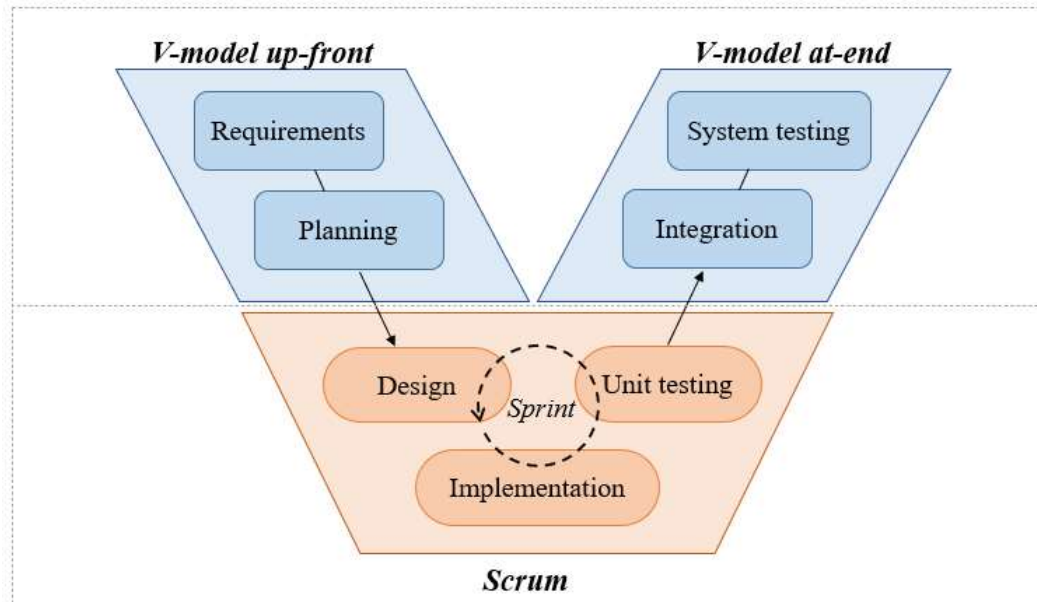 V-model up-front
V-model at-end
Requirements
System testing
Planning
Integration
Design
Sprint
Unit testing
Implementation
Scrum